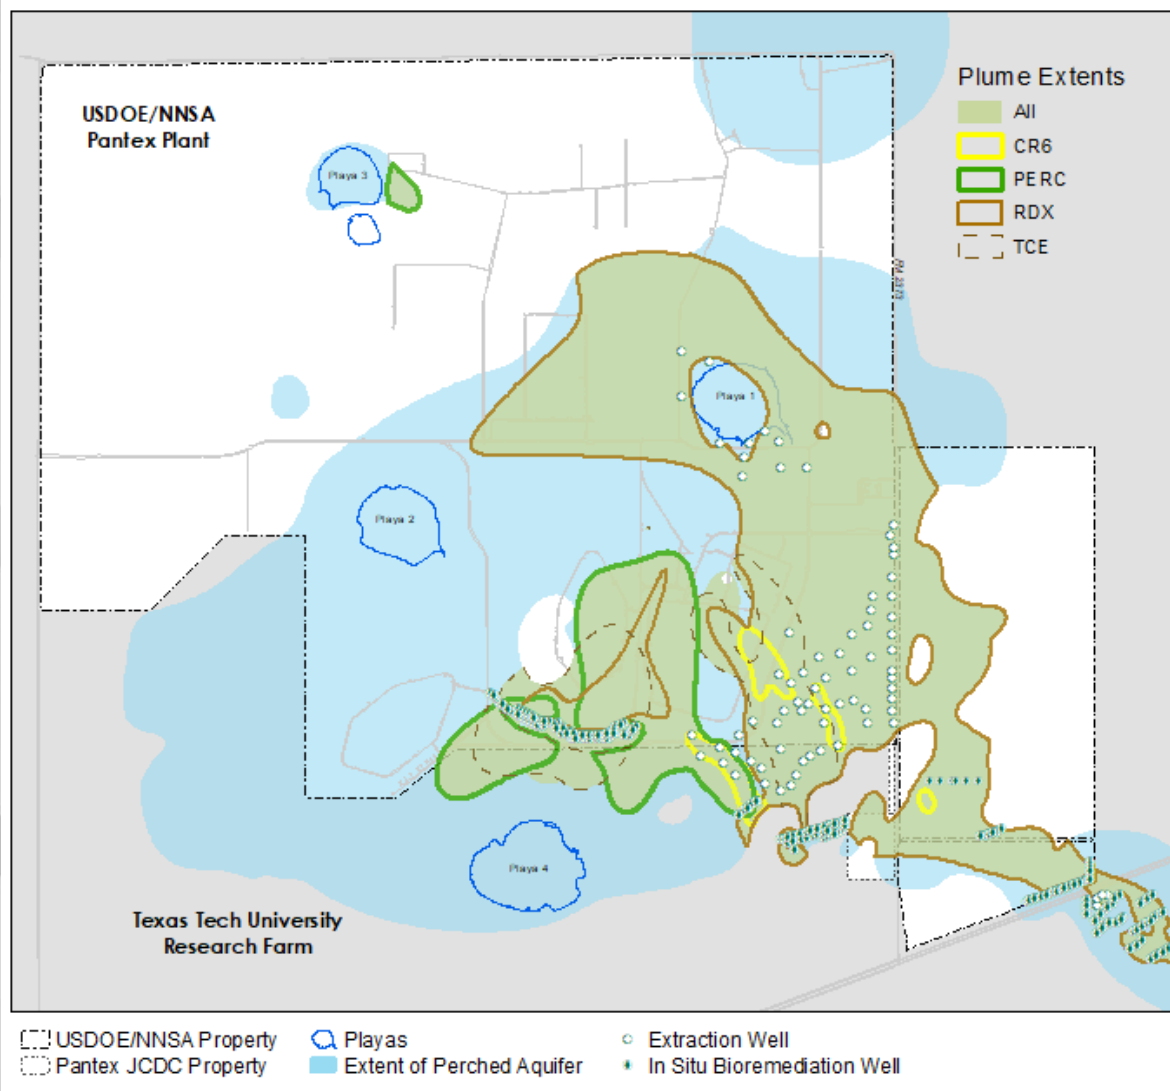 USDOE/NNSA
Pantex Plant
Plume Extents
All
CR6
PERC
RDX
TCE
Playa 3
FM 2373
Playa 1
Playa 2
Playa 4
Texas Tech University
Research Farm
USDOE/NNSA Property
Playas
Extraction Well
Pantex JCDC Property
Extent of Perched Aquifer
In Situ Bioremediation Well